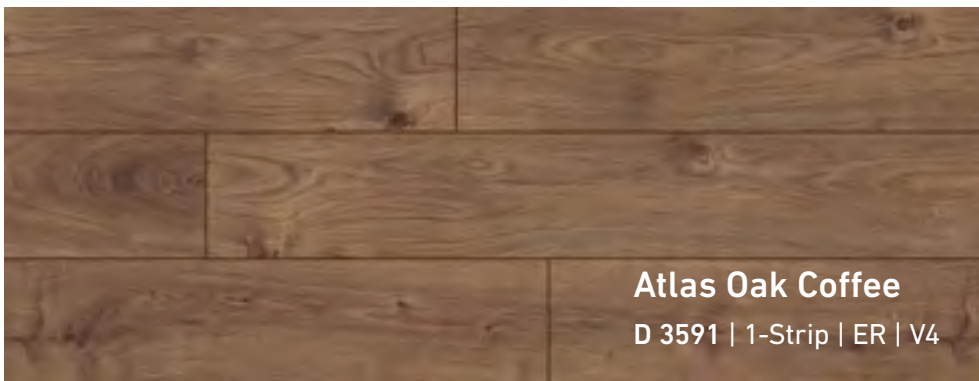 Atlas Oak Coffee
D 3591 | 1-Strip | ER | V4